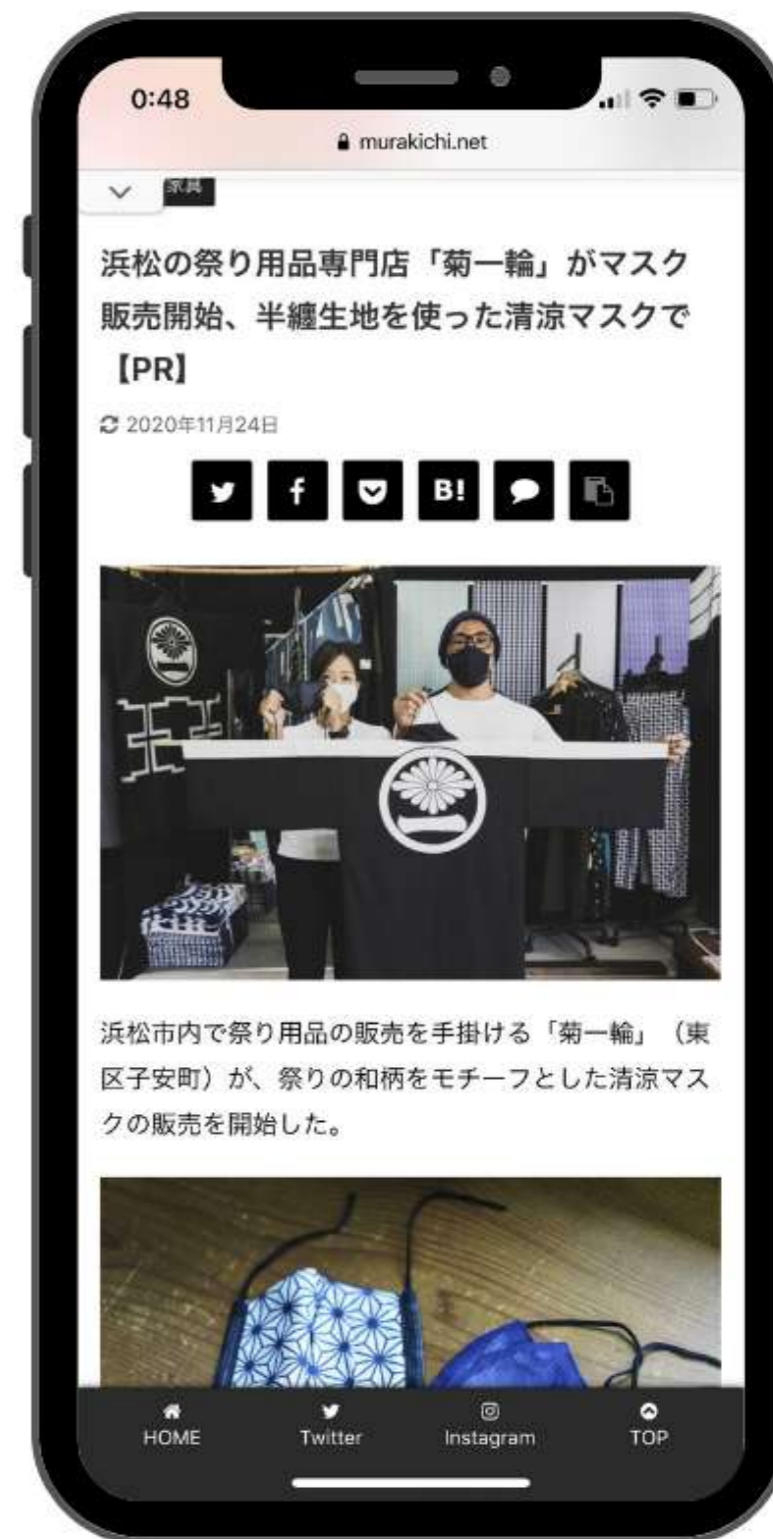 0:48
murakichi.net
家具
浜松の祭り用品専門店「菊一輪」がマスク
販売開始、半纏生地を使った清涼マスクで
【PR】
2020年11月24日
B!
浜松市内で祭り用品の販売を手掛ける「菊一輪」（東
区子安町）が、祭りの和柄をモチーフとした清涼マス
クの販売を開始した。
HOME Twitter Instagram TOP